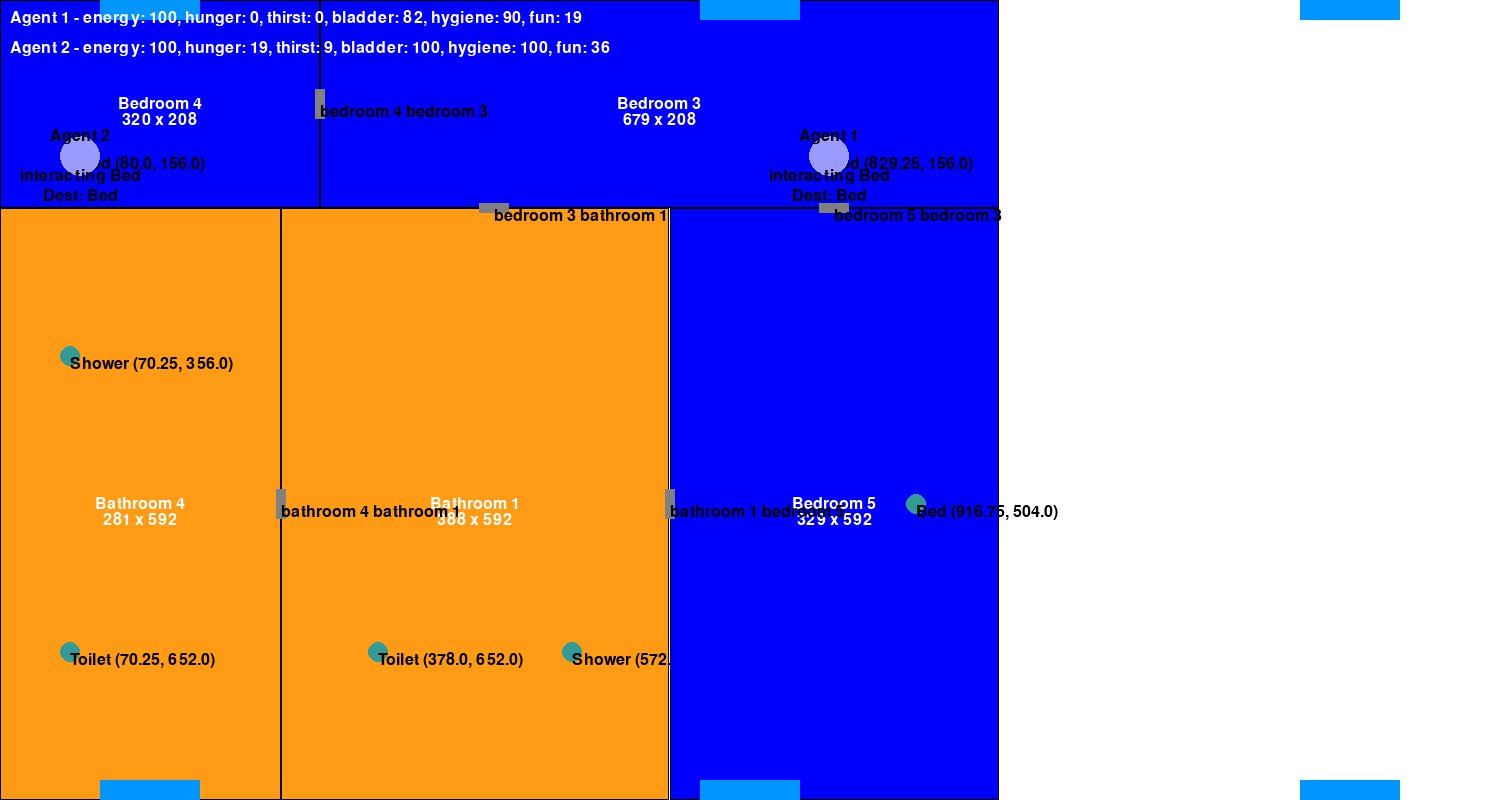 Agent 1 - energy: 100, hunger: 0, thirst: 0, bladder: 82, hygiene: 90, fun: 19
Agent 2 - energy: 100, hunger: 19, thirst: 9, bladder: 100, hygiene: 100, fun: 36
Bedroom 4
320 x 208
bedroom 4 bedroom 3
Bedroom 3
679 x 208
Agent 2
(80.0, 156.0)
interacting Bed
Dest: Bed
Agent 1
(829.25, 156.0)
interacting Bed
Dest: Bed
bedroom 3 bathroom 1
bedroom 5 bedroom 3
Shower (70.25, 356.0)
Bathroom 4
281 x 592
bathroom 4 bathroom 1
Bathroom 1
388 x 592
bathroom 1 bedroom 5
Bedroom 5
329 x 592
Bed (916.75, 504.0)
Toilet (70.25, 652.0)
Toilet (378.0, 652.0)
Shower (572.